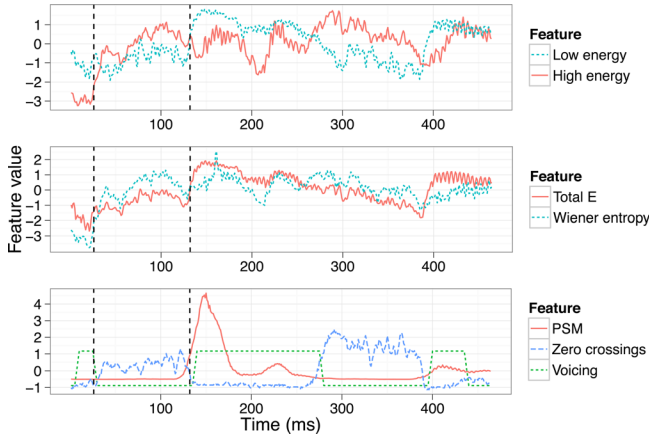 1
0
-1
-2
-3
100
200
300
400
Feature
Low energy
High energy
Feature value
2
1
0
-1
-2
-3
100
200
300
400
Feature
Total E
Wiener entropy
4
3
2
1
0
-1
100
200
300
400
Time (ms)
Feature
PSM
Zero crossings
Voicing